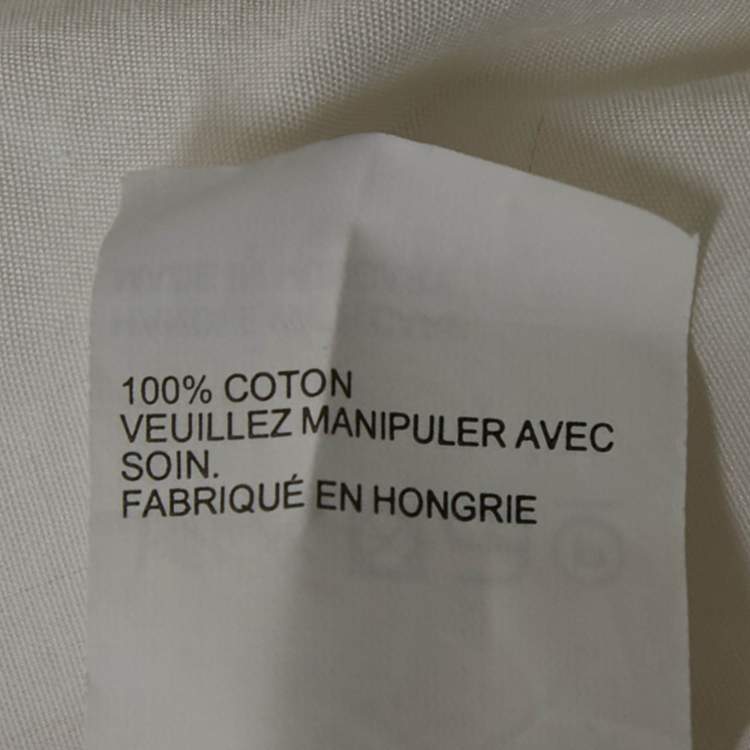 100% COTON
VEUILLEZ MANIPULER AVEC
SOIN.
FABRIQUÉ EN HONGRIE